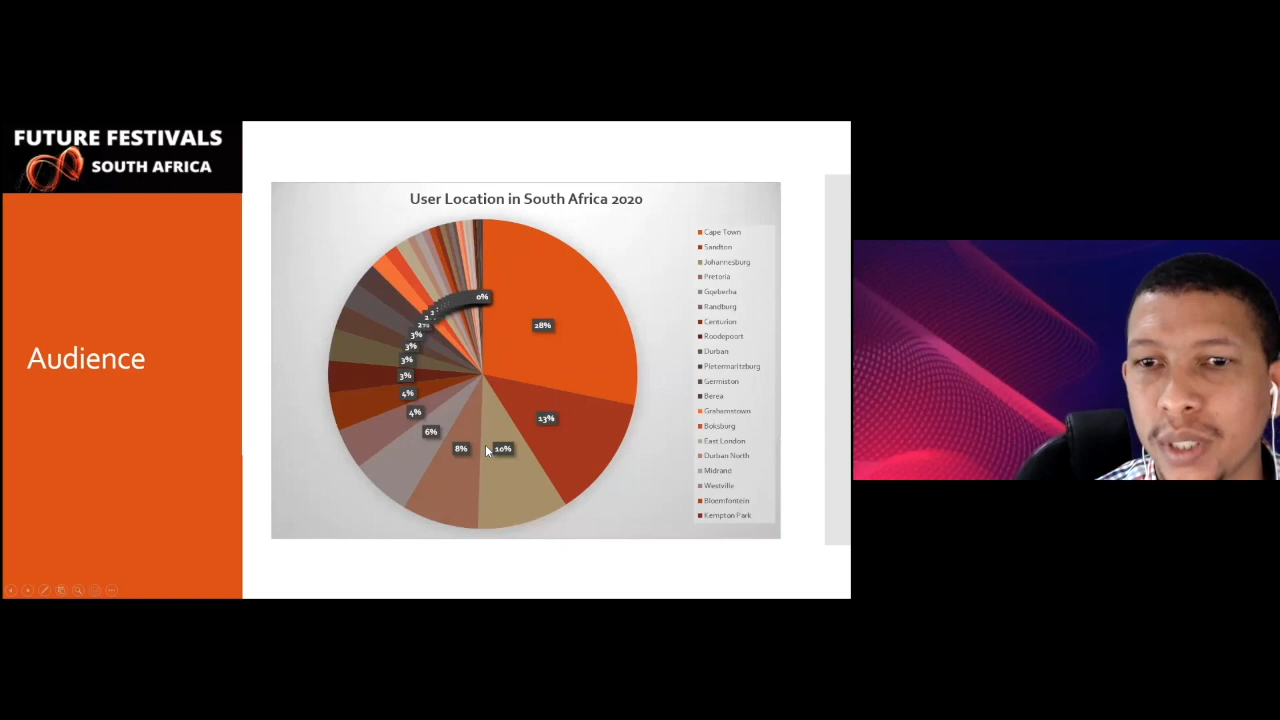 FUTURE FESTIVALS
SOUTH AFRICA
Audience
User Location in South Africa 2020
0%
28%
13%
10%
8%
6%
4%
4%
3%
3%
3%
3%
Cape Town
Sandton
Johannesburg
Pretoria
Gqeberha
Randburg
Centurion
Roodepoort
Durban
Pietermaritzburg
Germiston
Berea
Grahamstown
Boksburg
East London
Durban North
Midrand
Westville
Bloemfontein
Kempton Park